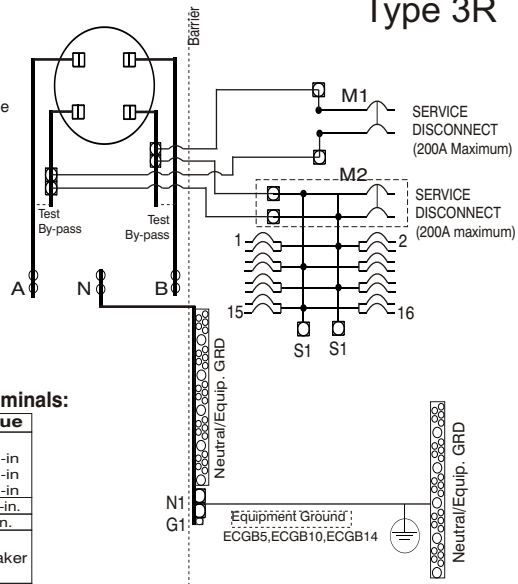 Type 3R
Barrier
M1
SERVICE
DISCONNECT
(200A Maximum)
M2
SERVICE
DISCONNECT
(200A maximum)
Test
By-pass
Test
By-pass
1
2
15
16
A
N
B
S1
S1
Neutral/Equip. GRD
minals:
ue
-in
-in
-in
-in.
n.
aker
N1
G1
Equipment Ground
ECGB5,ECGB10,ECGB14
Neutral/Equip. GRD